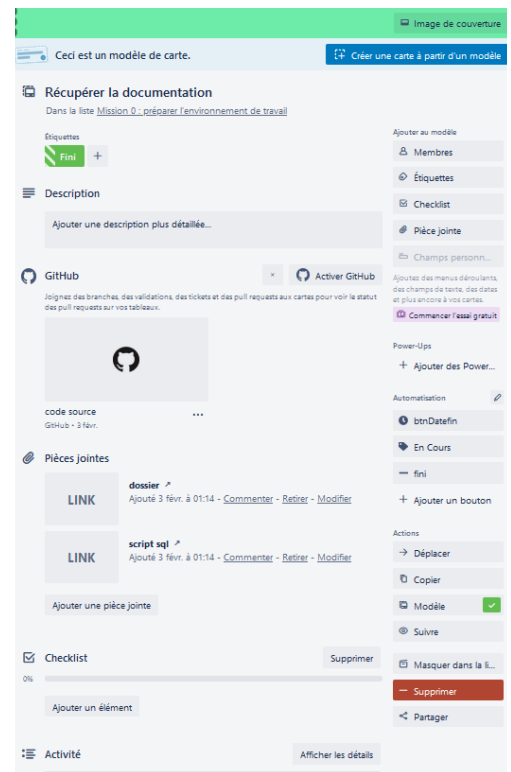 Image de couverture
Ceci est un modèle de carte.
Créer une carte à partir d'un modèle
Récupérer la documentation
Dans la liste Mission 0 : préparer l'environnement de travail
Étiquettes
Fini +
Description
Ajouter une description plus détaillée...
GitHub
× Activer GitHub
Joignez des branches, des validations, des tickets et des pull requests aux cartes pour voir le statut
des pull requests sur vos tableaux.
code source ...
GitHub • 3 févr.
Pièces jointes
LINK
dossier ↗
Ajouté 3 févr. à 01:14 - Commenter - Retirer - Modifier
LINK
script sql ↗
Ajouté 3 févr. à 01:14 - Commenter - Retirer - Modifier
Ajouter une pièce jointe
Checklist
Supprimer
0%
Ajouter un élément
Activité
Afficher les détails
Ajouter au modèle
Membres
Étiquettes
Checklist
Pièce jointe
Champs personn...
Ajoutez des menus déroulants,
des champs de texte, des dates
et plus encore à vos cartes.
Commencer l'essai gratuit
Power-Ups
+ Ajouter des Power...
Automatisation
btnDatefin
En Cours
fini
+ Ajouter un bouton
Actions
→ Déplacer
Copier
Modèle
Suivre
Masquer dans la li...
Supprimer
Partager